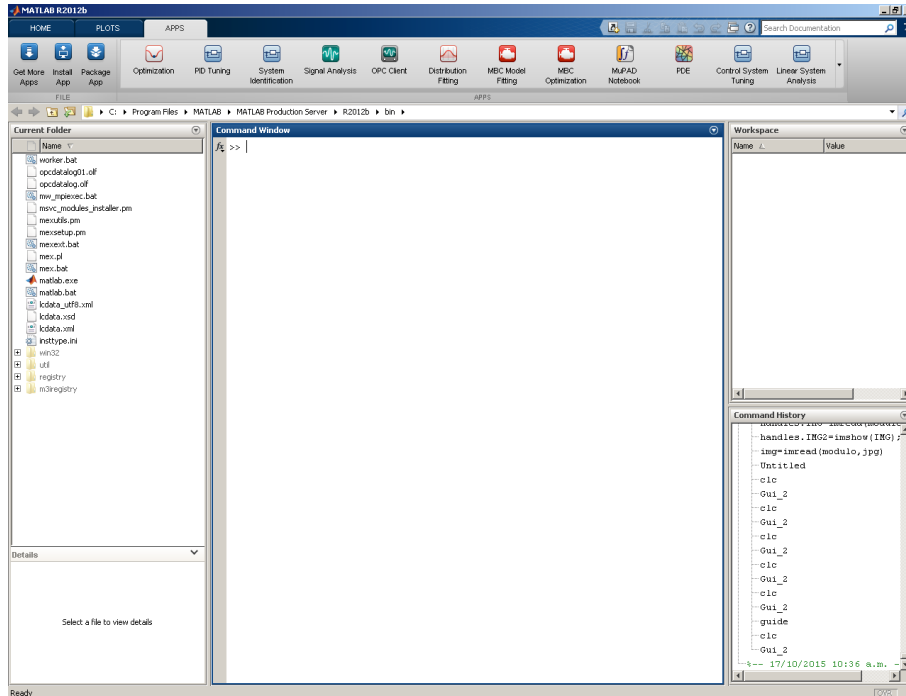 MATLAB R2012b
HOME PLOTS APPS
Search Documentation
Get More Apps
Install App
Package App
Optimization
PID Tuning
System Identification
Signal Analysis
OPC Client
Distribution Fitting
MBC Model Fitting
MBC Optimization
MuPAD Notebook
PDE
Control System Tuning
Linear System Analysis
FILE APPS
C: Program Files MATLAB MATLAB Production Server R2012b bin
Current Folder
Name
worker.bat
opcdatalog01.olf
opcdatalog.olf
mw_mpiexec.bat
msvc_modules_installer.pm
mexutils.pm
mexsetup.pm
mexext.bat
mex.pl
mex.bat
matlab.exe
matlab.bat
lcdata_utf8.xml
lcdata.xsd
lcdata.xml
insttype.ini
win32
util
registry
m3iregistry
Details
Select a file to view details
Command Window
fx >>
Workspace
Name Value
Command History
handles.IMG2=imshow(IMG);
img=imread(modulo,jpg)
Untitled
clc
Gui_2
clc
Gui_2
clc
Gui_2
clc
Gui_2
clc
Gui_2
guide
clc
Gui_2
%-- 17/10/2015 10:36 a.m. -
Ready
OVR